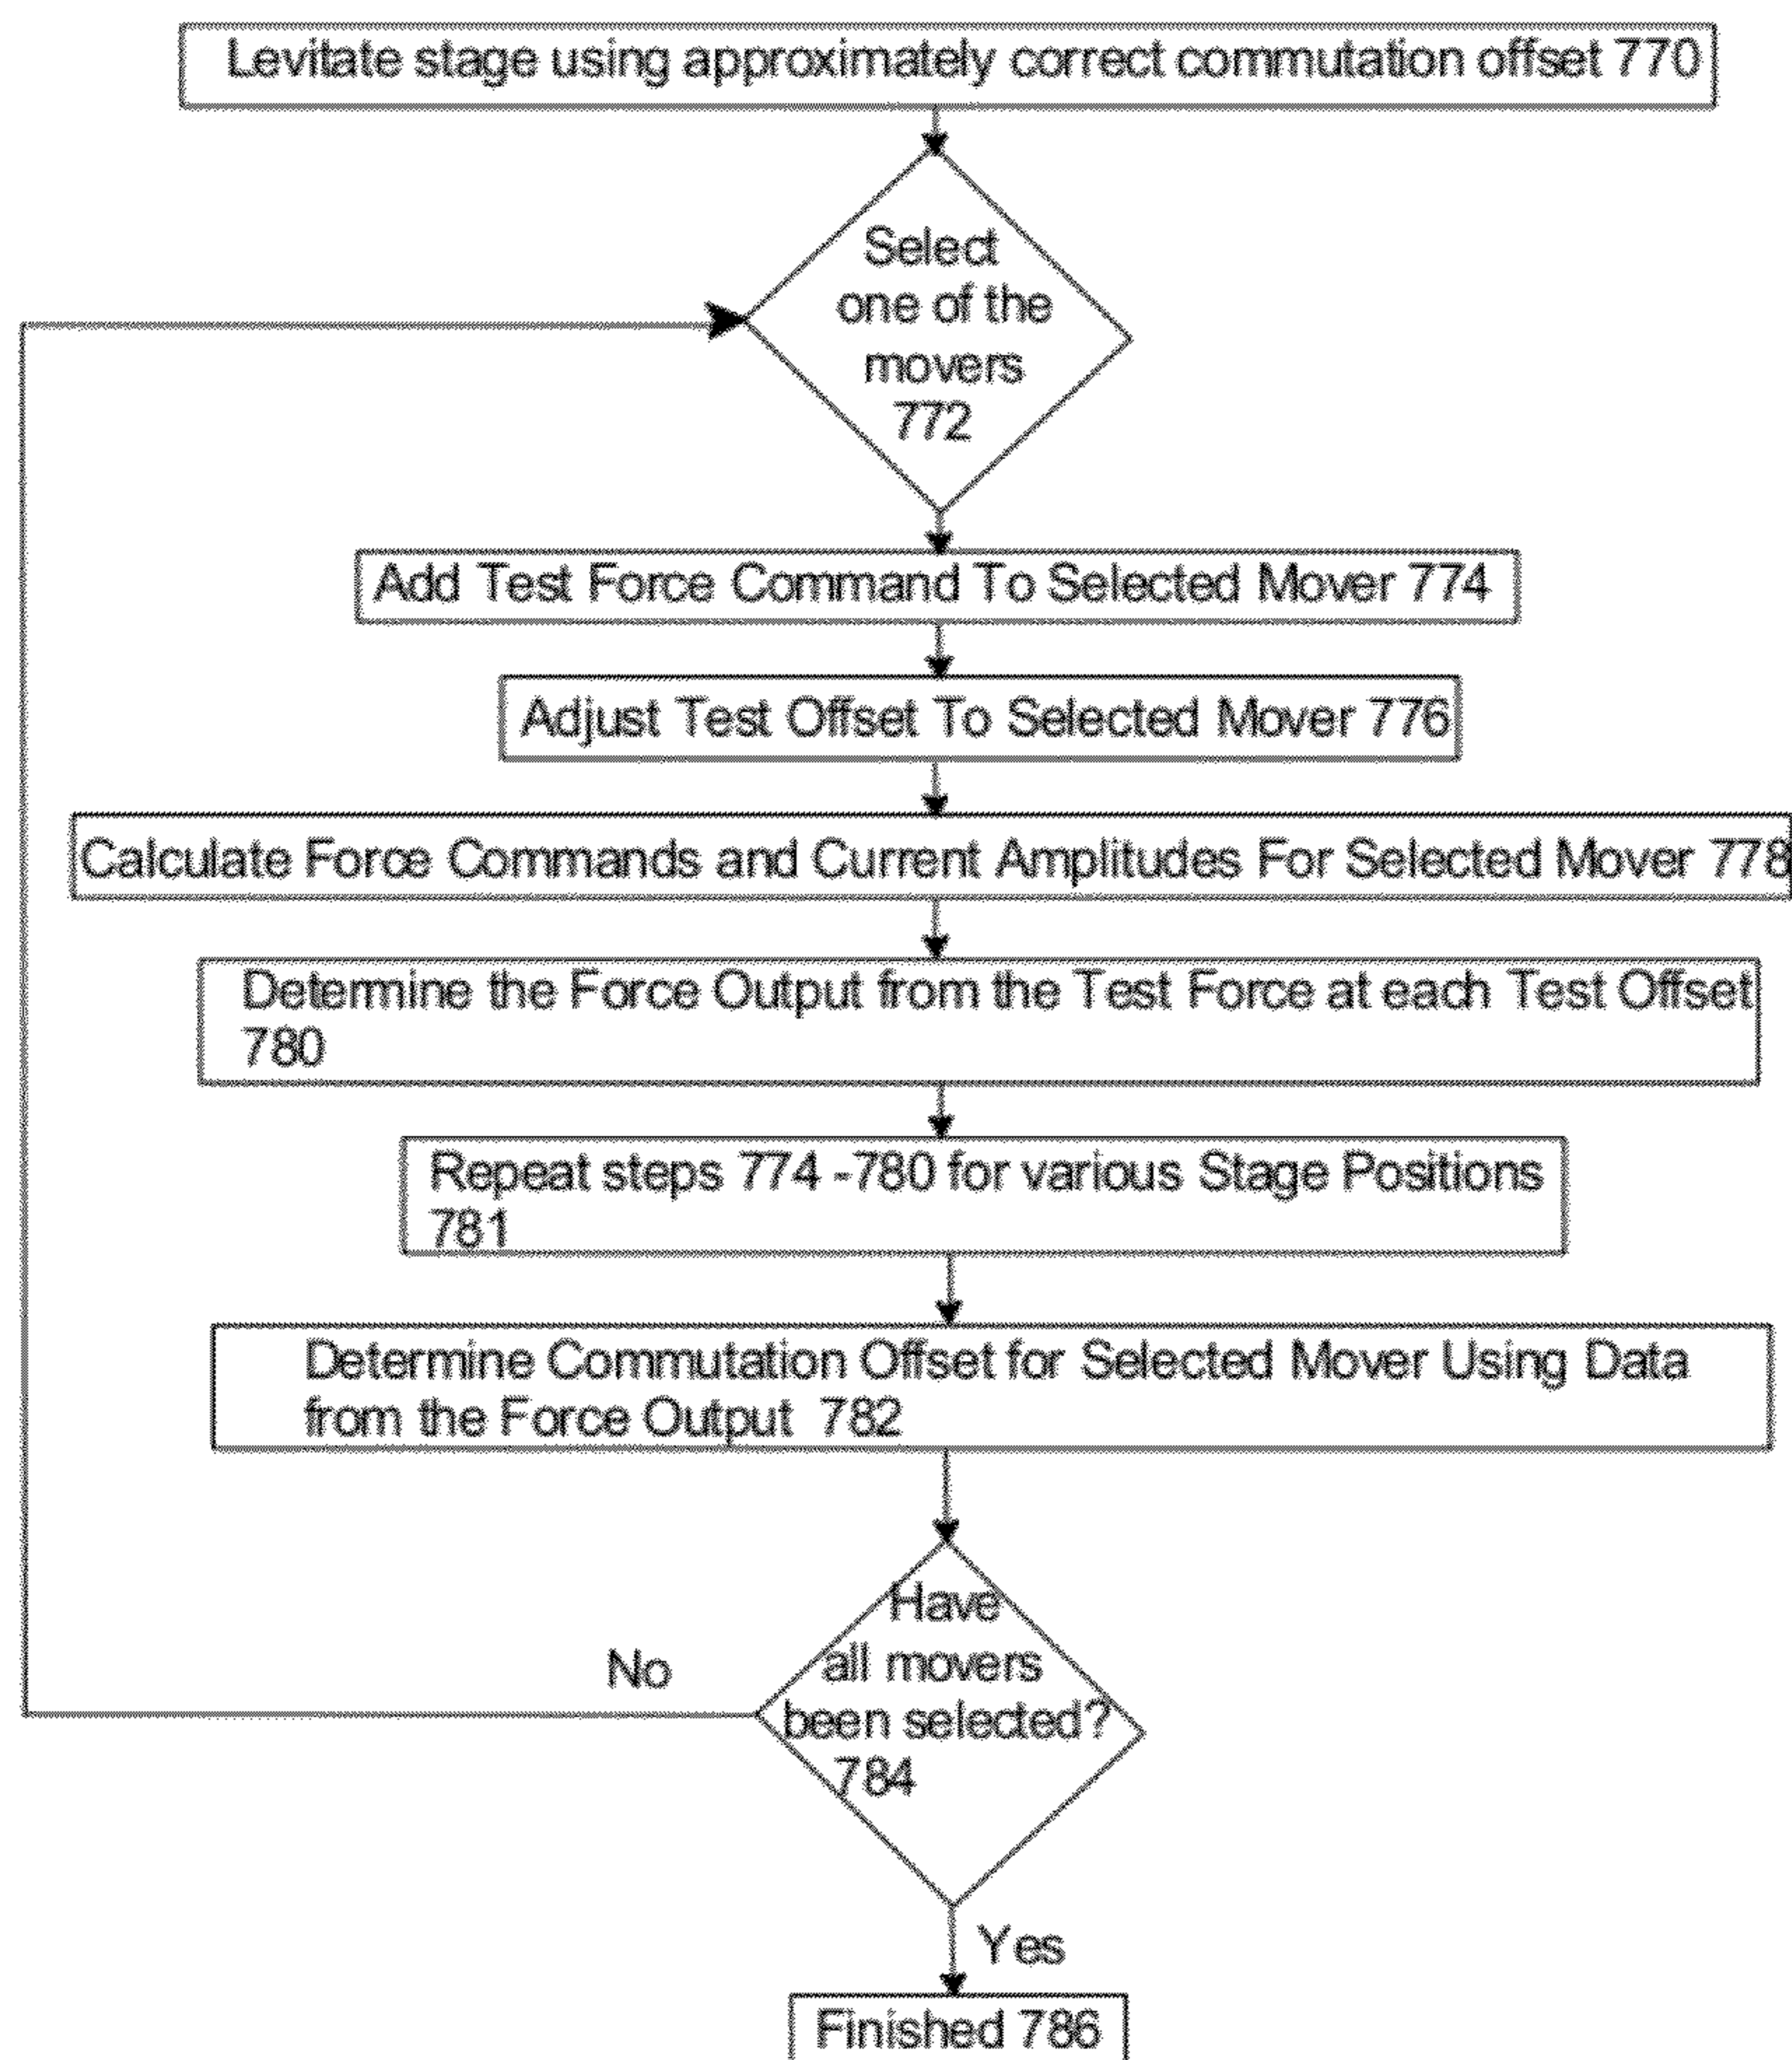 Levitate stage using approximately correct commutation offset 770
Select
one of the
movers
772
Add Test Force Command To Selected Mover 774
Adjust Test Offset To Selected Mover 776
Calculate Force Commands and Current Amplitudes For Selected Mover 778
Determine the Force Output from the Test Force at each Test Offset
780
Repeat steps 774 -780 for various Stage Positions
781
Determine Commutation Offset for Selected Mover Using Data
from the Force Output 782
Have
all movers
been selected?
784
No
Yes
Finished 786